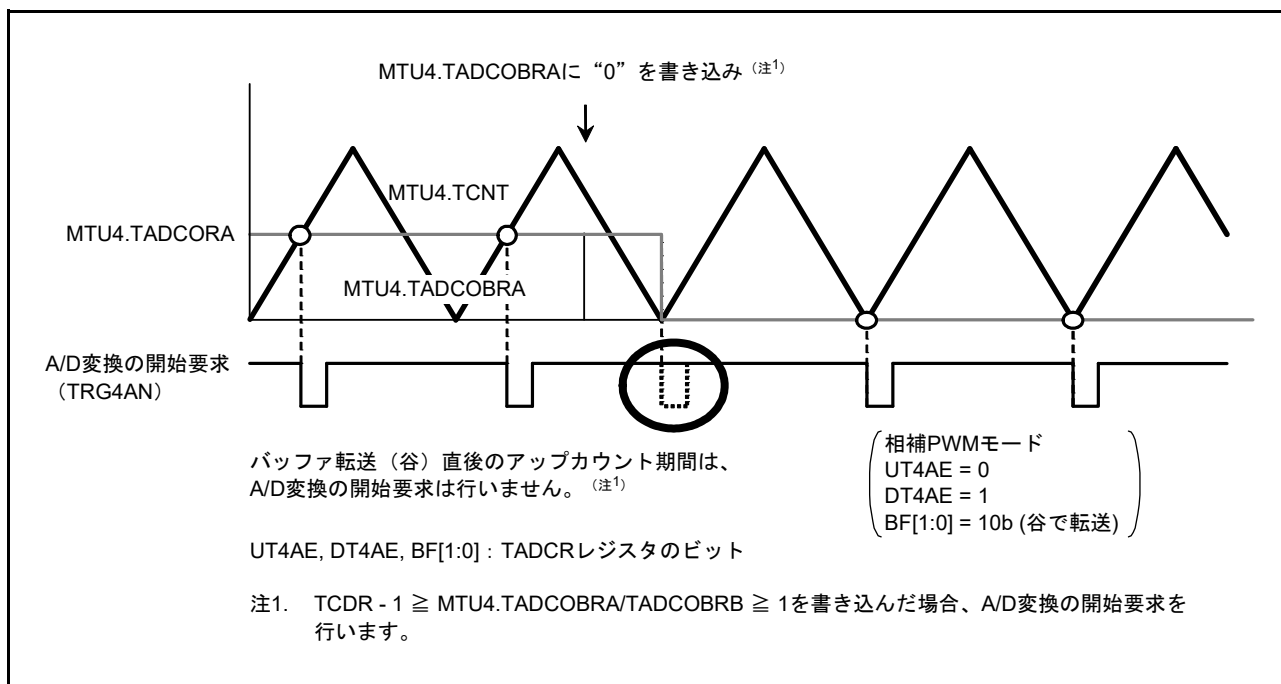 MTU4.TADCOBRAに“0”を書き込み（注1）
MTU4.TCNT
MTU4.TADCORA
MTU4.TADCOBRA
A/D変換の開始要求
（TRG4AN）
バッファ転送（谷）直後のアップカウント期間は、
A/D変換の開始要求は行いません。（注1）
相補PWMモード
UT4AE = 0
DT4AE = 1
BF[1:0] = 10b (谷で転送)
UT4AE, DT4AE, BF[1:0]：TADCRレジスタのビット
注1. TCDR - 1 ≧ MTU4.TADCOBRA/TADCOBRB ≧ 1を書き込んだ場合、A/D変換の開始要求を
行います。